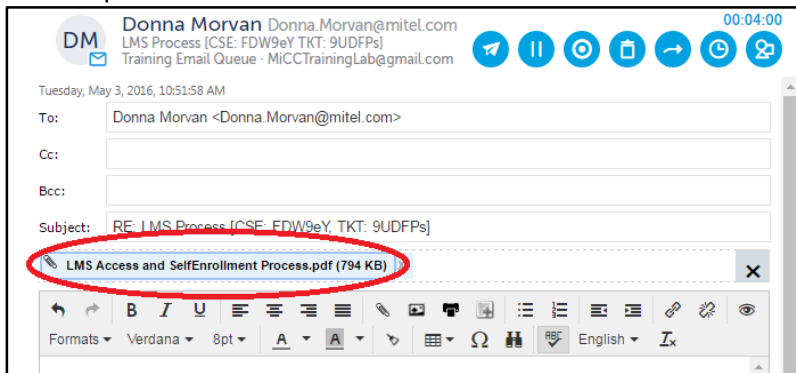 DM
Donna Morvan Donna.Morvan@mitel.com
LMS Process [CSE: FDW9eY TKT: 9UDFPs]
Training Email Queue · MiCCTrainingLab@gmail.com
00:04:00
Tuesday, May 3, 2016, 10:51:58 AM
To: Donna Morvan <Donna.Morvan@mitel.com>
Cc:
Bcc:
Subject: RE: LMS Process [CSE: FDW9eY, TKT: 9UDFPs]
LMS Access and SelfEnrollment Process.pdf (794 KB)
B I U
Formats Verdana 8pt A A Ω ABC English Tx